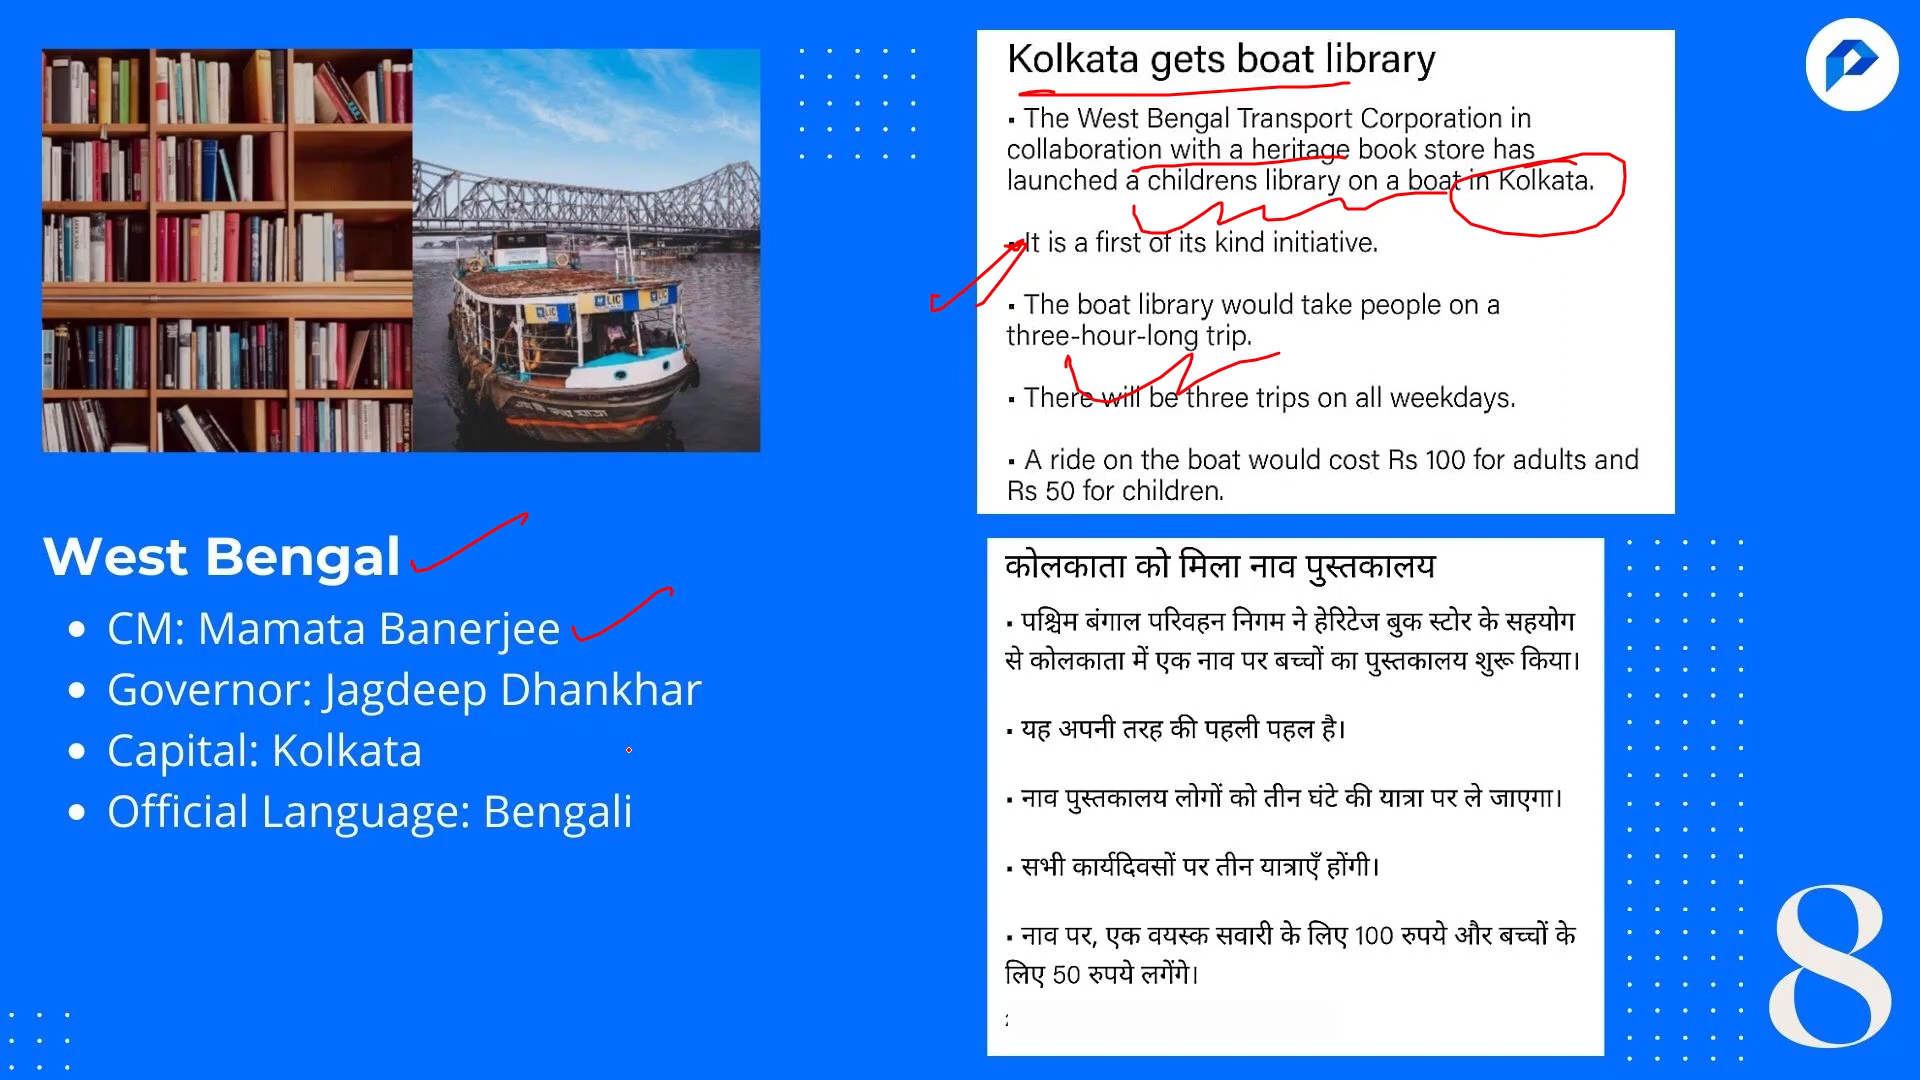 Kolkata gets boat library
▪ The West Bengal Transport Corporation in
collaboration with a heritage book store has
launched a childrens library on a boat in Kolkata.
▪ It is a first of its kind initiative.
▪ The boat library would take people on a
three-hour-long trip.
▪ There will be three trips on all weekdays.
▪ A ride on the boat would cost Rs 100 for adults and
Rs 50 for children.
LIC
LIC
LIC
West Bengal
• CM: Mamata Banerjee
• Governor: Jagdeep Dhankhar
• Capital: Kolkata
• Official Language: Bengali
कोलकाता को मिला नाव पुस्तकालय
▪ पश्चिम बंगाल परिवहन निगम ने हेरिटेज बुक स्टोर के सहयोग
से कोलकाता में एक नाव पर बच्चों का पुस्तकालय शुरू किया।
▪ यह अपनी तरह की पहली पहल है।
▪ नाव पुस्तकालय लोगों को तीन घंटे की यात्रा पर ले जाएगा।
▪ सभी कार्यदिवसों पर तीन यात्राएँ होंगी।
▪ नाव पर, एक वयस्क सवारी के लिए 100 रुपये और बच्चों के
लिए 50 रुपये लगेंगे।
8